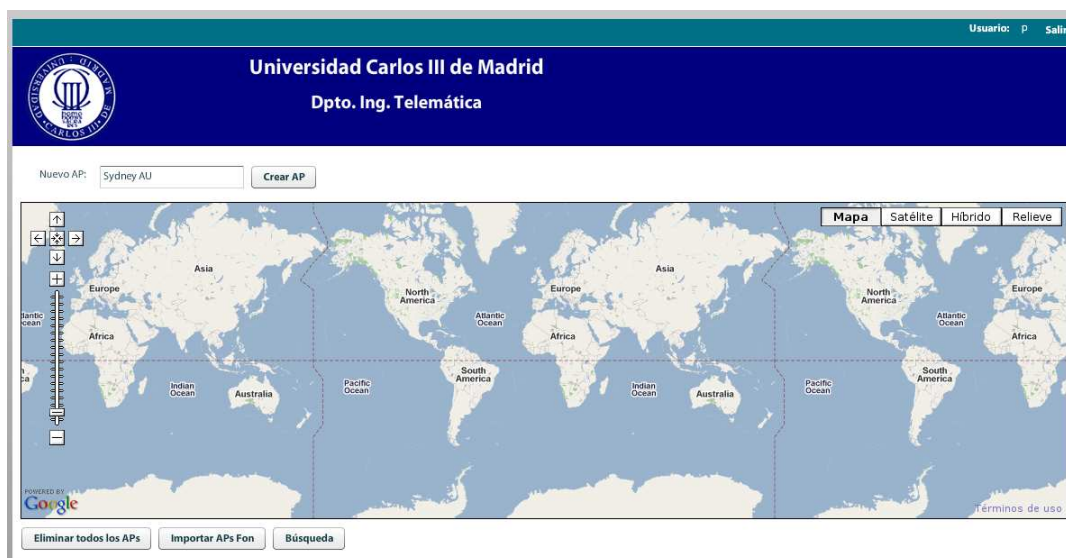 Usuario: p Salir
Universidad Carlos III de Madrid
Dpto. Ing. Telemática
Nuevo AP: Sydney AU Crear AP
Mapa Satélite Híbrido Relieve
Asia Asia
Europe North America Europe North America Europe
Atlantic Ocean Atlantic Ocean
Africa Africa Africa
South America South America
Indian Ocean Australia Pacific Ocean Indian Ocean Australia Pacific Ocean
POWERED BY
Google
Términos de uso
Eliminar todos los APs Importar APs Fon Búsqueda